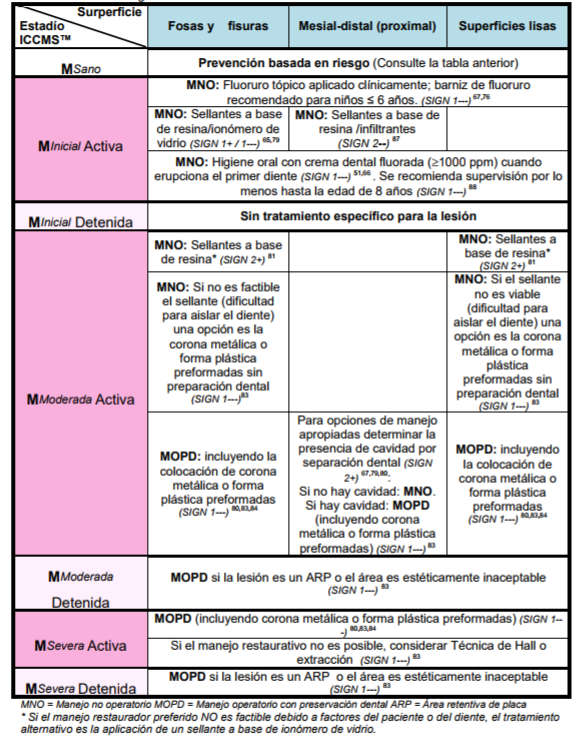 Surperficie
Estadío
ICCMS™
Fosas y fisuras
Mesial-distal (proximal)
Superficies lisas
MSano
Prevención basada en riesgo (Consulte la tabla anterior)
MInicial Activa
MNO: Fluoruro tópico aplicado clínicamente; barniz de fluoruro
recomendado para niños ≤ 6 años. (SIGN 1---) 67,76
MNO: Sellantes a base
de resina/ionómero de
vidrio (SIGN 1+ / 1---) 65,79
MNO: Sellantes a base de
resina /infiltrantes
(SIGN 2--) 87
MNO: Higiene oral con crema dental fluorada (≥1000 ppm) cuando
erupciona el primer diente (SIGN 1---) 51,66. Se recomienda supervisión por lo
menos hasta la edad de 8 años (SIGN 1---) 88
MInicial Detenida
Sin tratamiento específico para la lesión
MModerada Activa
MNO: Sellantes a base
de resina* (SIGN 2+) 81
MNO: Sellantes a
base de resina*
(SIGN 2+) 81
MNO: Si no es factible
el sellante (dificultad
para aislar el diente)
una opción es la
corona metálica o
forma plástica
preformadas sin
preparación dental
(SIGN 1---)83
MNO: Si el sellante
no es viable
(dificultad para
aislar el diente) una
opción es la corona
metálica o forma
plástica
preformadas sin
preparación dental
(SIGN 1---) 83
MOPD: incluyendo la
colocación de corona
metálica o forma
plástica preformadas
(SIGN 1---) 80,83,84
Para opciones de manejo
apropiadas determinar la
presencia de cavidad por
separación dental (SIGN
2+) 67,79,80:
Si no hay cavidad: MNO.
Si hay cavidad: MOPD
(incluyendo corona
metálica o forma plástica
preformadas) (SIGN 1---) 83
MOPD: incluyendo
la colocación de
corona metálica o
forma plástica
preformadas
(SIGN 1---) 80,83,84
MModerada
Detenida
MOPD si la lesión es un ARP o el área es estéticamente inaceptable
(SIGN 1---) 83
MSevera Activa
MOPD (incluyendo corona metálica o forma plástica preformadas) (SIGN 1--
-) 80,83,84
Si el manejo restaurativo no es posible, considerar Técnica de Hall o
extracción (SIGN 1---) 83
MSevera Detenida
MOPD si la lesión es un ARP o el área es estéticamente inaceptable
(SIGN 1---) 83
MNO = Manejo no operatorio MOPD = Manejo operatorio con preservación dental ARP = Área retentiva de placa
* Si el manejo restaurador preferido NO es factible debido a factores del paciente o del diente, el tratamiento
alternativo es la aplicación de un sellante a base de ionómero de vidrio.